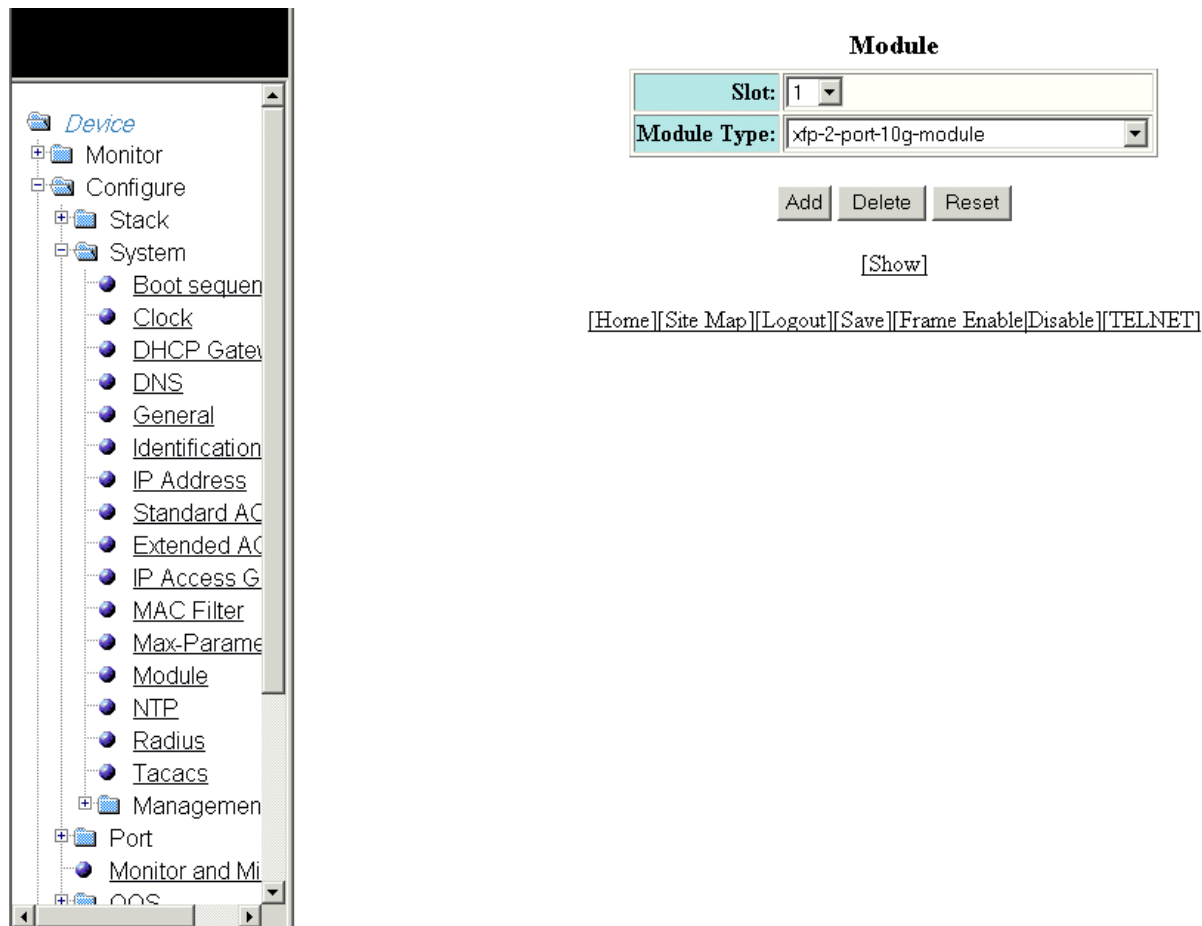 Device
Monitor
Configure
Stack
System
Boot sequen
Clock
DHCP Gatew
DNS
General
Identification
IP Address
Standard AC
Extended AC
IP Access G
MAC Filter
Max-Parame
Module
NTP
Radius
Tacacs
Managemen
Port
Monitor and Mi
QOS
Module
Slot: 1
Module Type: xfp-2-port-10g-module
Add Delete Reset
[Show]
[Home][Site Map][Logout][Save][Frame Enable|Disable][TELNET]